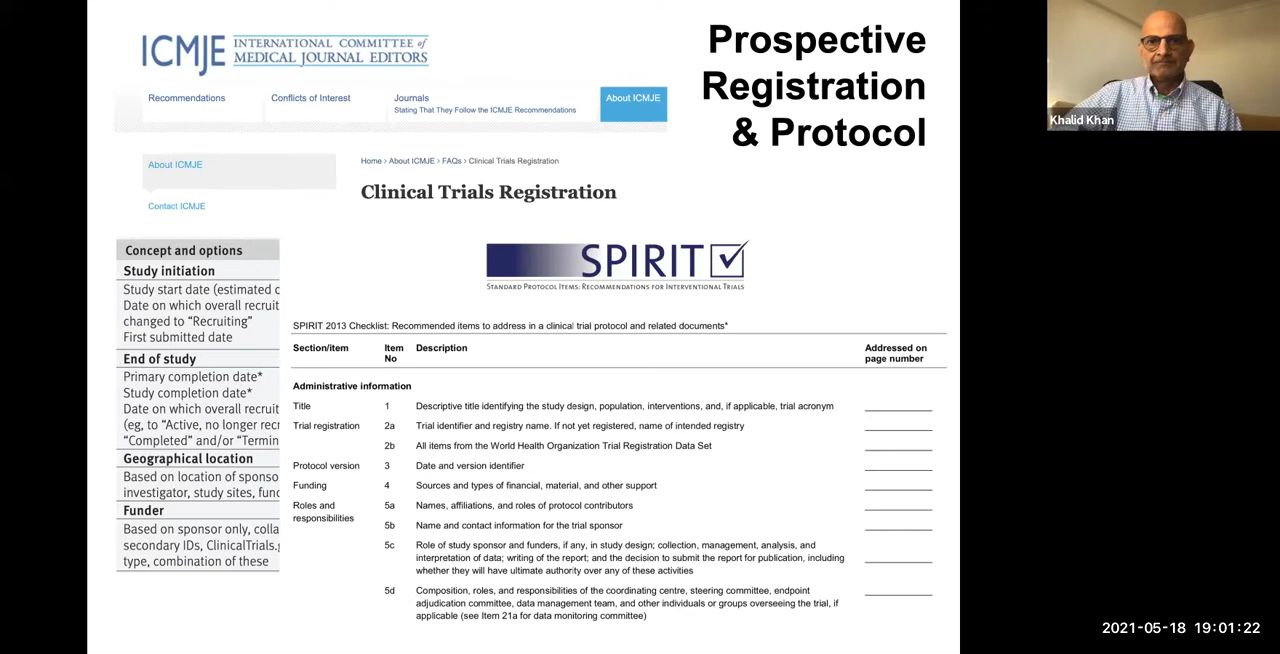 ICMJE INTERNATIONAL COMMITTEE of
MEDICAL JOURNAL EDITORS
Prospective
Registration
& Protocol
Khalid Khan
Recommendations
Conflicts of Interest
Journals
Stating That They Follow the ICMJE Recommendations
About ICMJE
About ICMJE
Contact ICMJE
Home > About ICMJE > FAQs > Clinical Trials Registration
Clinical Trials Registration
Concept and options
Study initiation
Study start date (estimated c
Date on which overall recruit
changed to “Recruiting”
First submitted date
End of study
Primary completion date*
Study completion date*
Date on which overall recruit
(eg, to “Active, no longer recr
“Completed” and/or “Termin
Geographical location
Based on location of sponso
investigator, study sites, func
Funder
Based on sponsor only, colla
secondary IDs, ClinicalTrials.g
type, combination of these
SPIRIT
STANDARD PROTOCOL ITEMS: RECOMMENDATIONS FOR INTERVENTIONAL TRIALS
SPIRIT 2013 Checklist: Recommended items to address in a clinical trial protocol and related documents*
Section/item Item No Description Addressed on page number
Administrative information
Title 1 Descriptive title identifying the study design, population, interventions, and, if applicable, trial acronym
Trial registration 2a Trial identifier and registry name. If not yet registered, name of intended registry
2b All items from the World Health Organization Trial Registration Data Set
Protocol version 3 Date and version identifier
Funding 4 Sources and types of financial, material, and other support
Roles and responsibilities 5a Names, affiliations, and roles of protocol contributors
5b Name and contact information for the trial sponsor
5c Role of study sponsor and funders, if any, in study design; collection, management, analysis, and
interpretation of data; writing of the report; and the decision to submit the report for publication, including
whether they will have ultimate authority over any of these activities
5d Composition, roles, and responsibilities of the coordinating centre, steering committee, endpoint
adjudication committee, data management team, and other individuals or groups overseeing the trial, if
applicable (see Item 21a for data monitoring committee)
2021-05-18 19:01:22